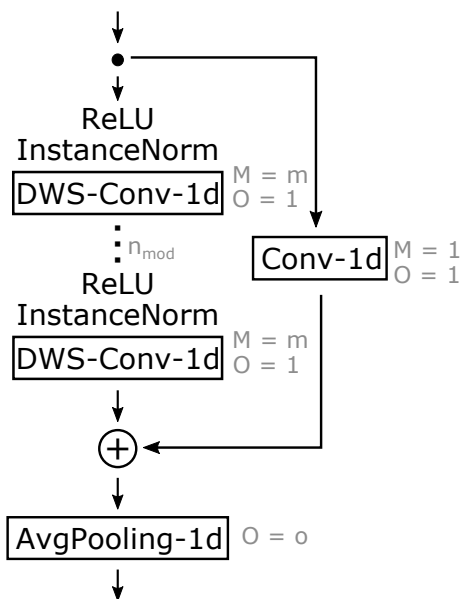 ReLU
InstanceNorm
DWS-Conv-1d
M = m
O = 1
n_mod
ReLU
InstanceNorm
DWS-Conv-1d
M = m
O = 1
Conv-1d
M = 1
O = 1
AvgPooling-1d
O = o